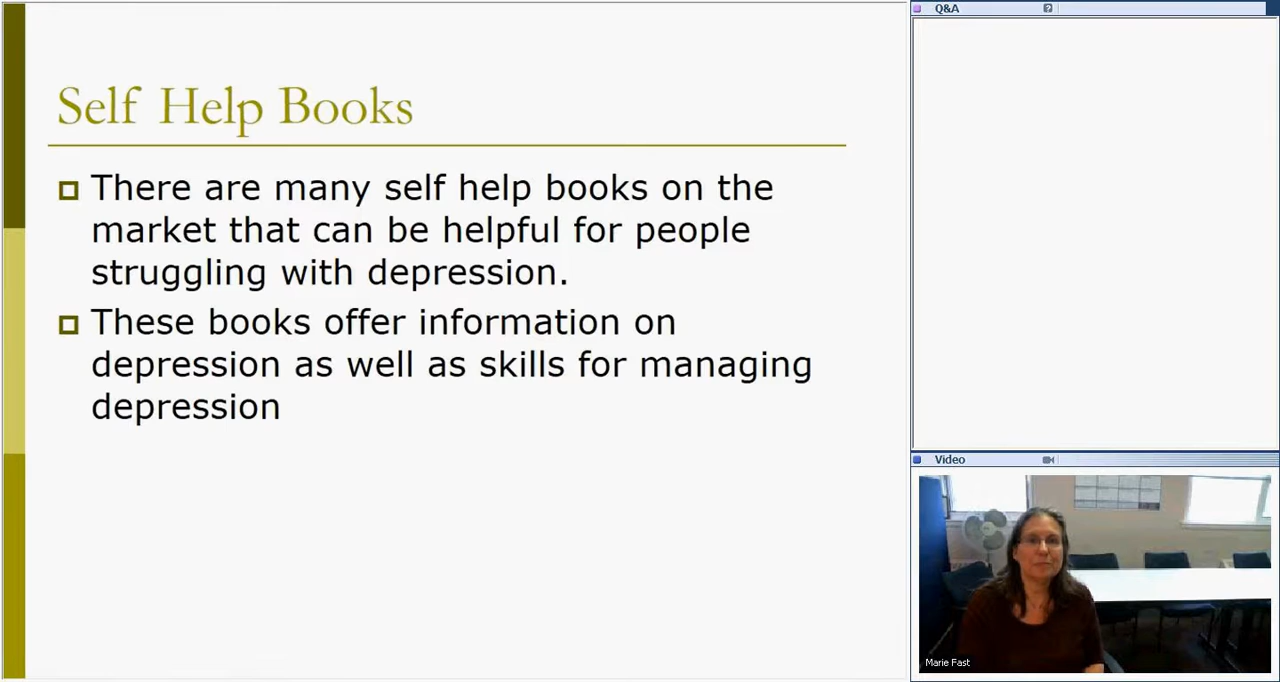 Self Help Books
There are many self help books on the
market that can be helpful for people
struggling with depression.
These books offer information on
depression as well as skills for managing
depression
Q&A
?
Video
Marie Fast